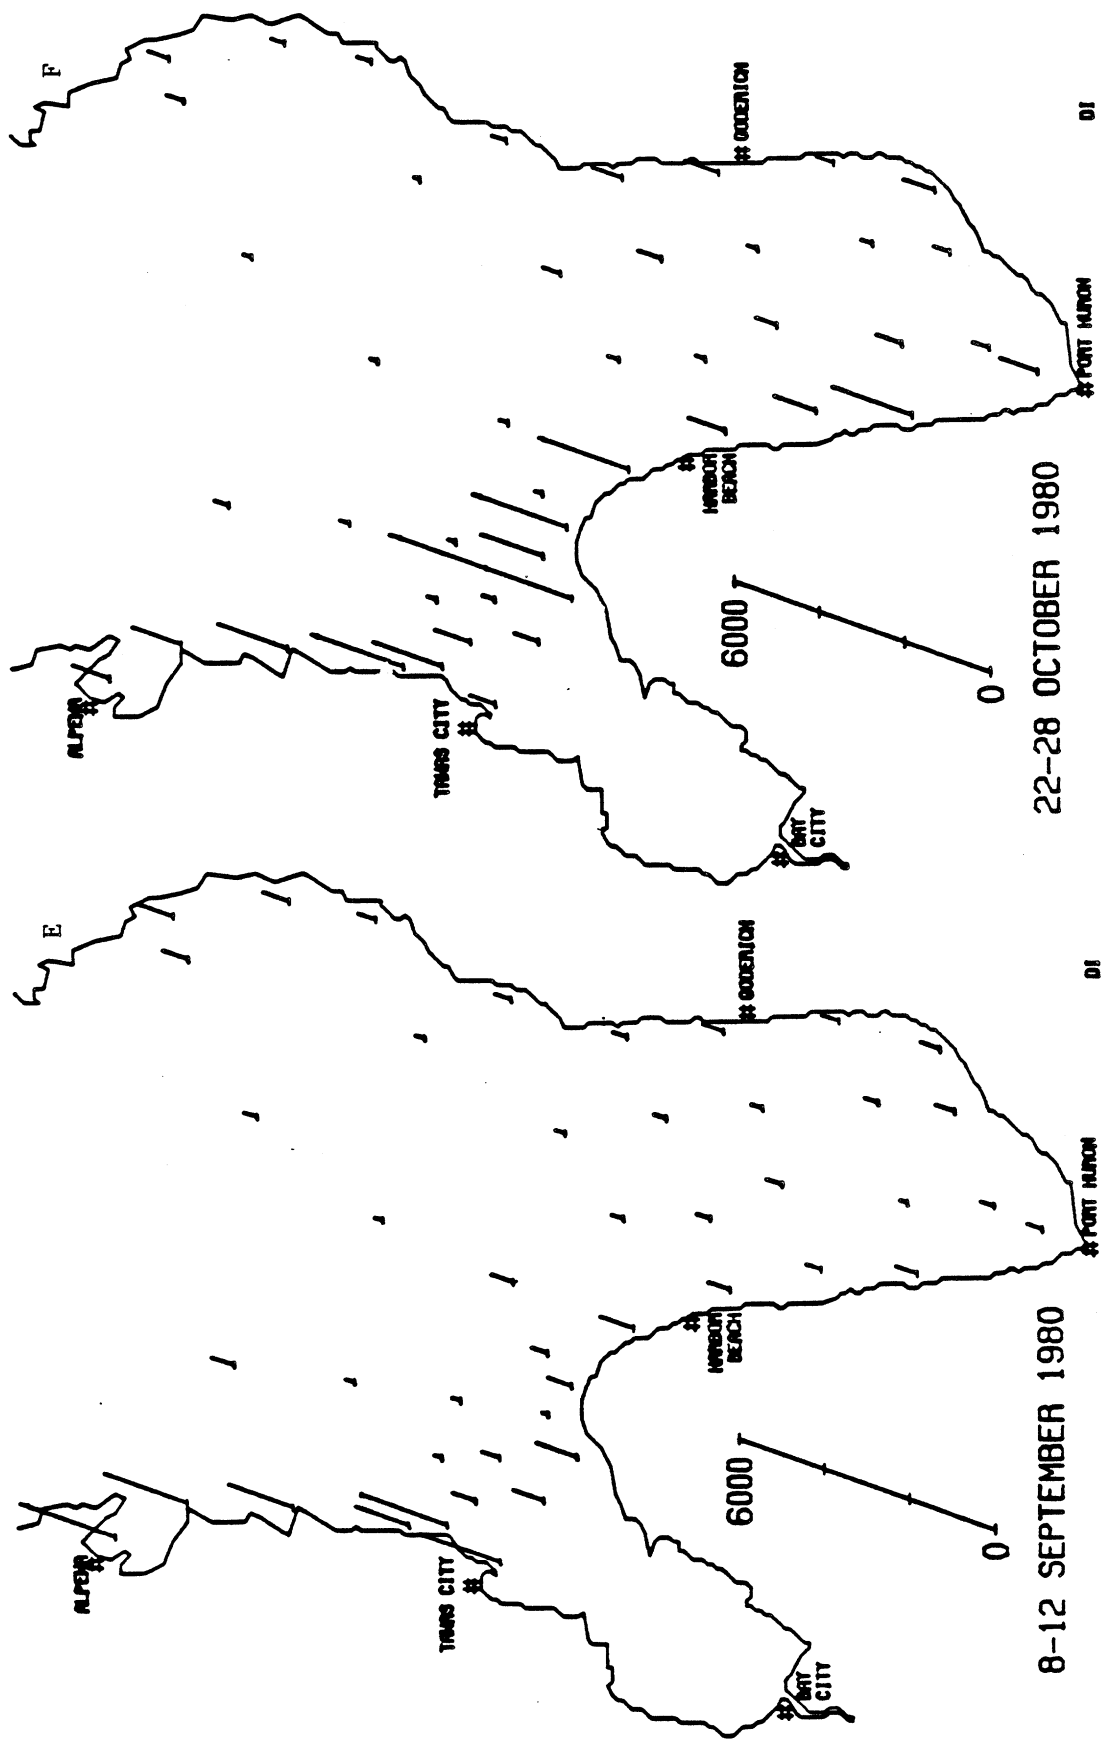 F
ALPENA
#
TAWAS CITY
#
# GODERICH
HARBOR
BEACH
#
6000
0
BAY
CITY
#
# PORT HURON
22-28 OCTOBER 1980
DI
E
ALPENA
#
TAWAS CITY
#
# GODERICH
HARBOR
BEACH
#
6000
0
BAY
CITY
#
# PORT HURON
8-12 SEPTEMBER 1980
DI